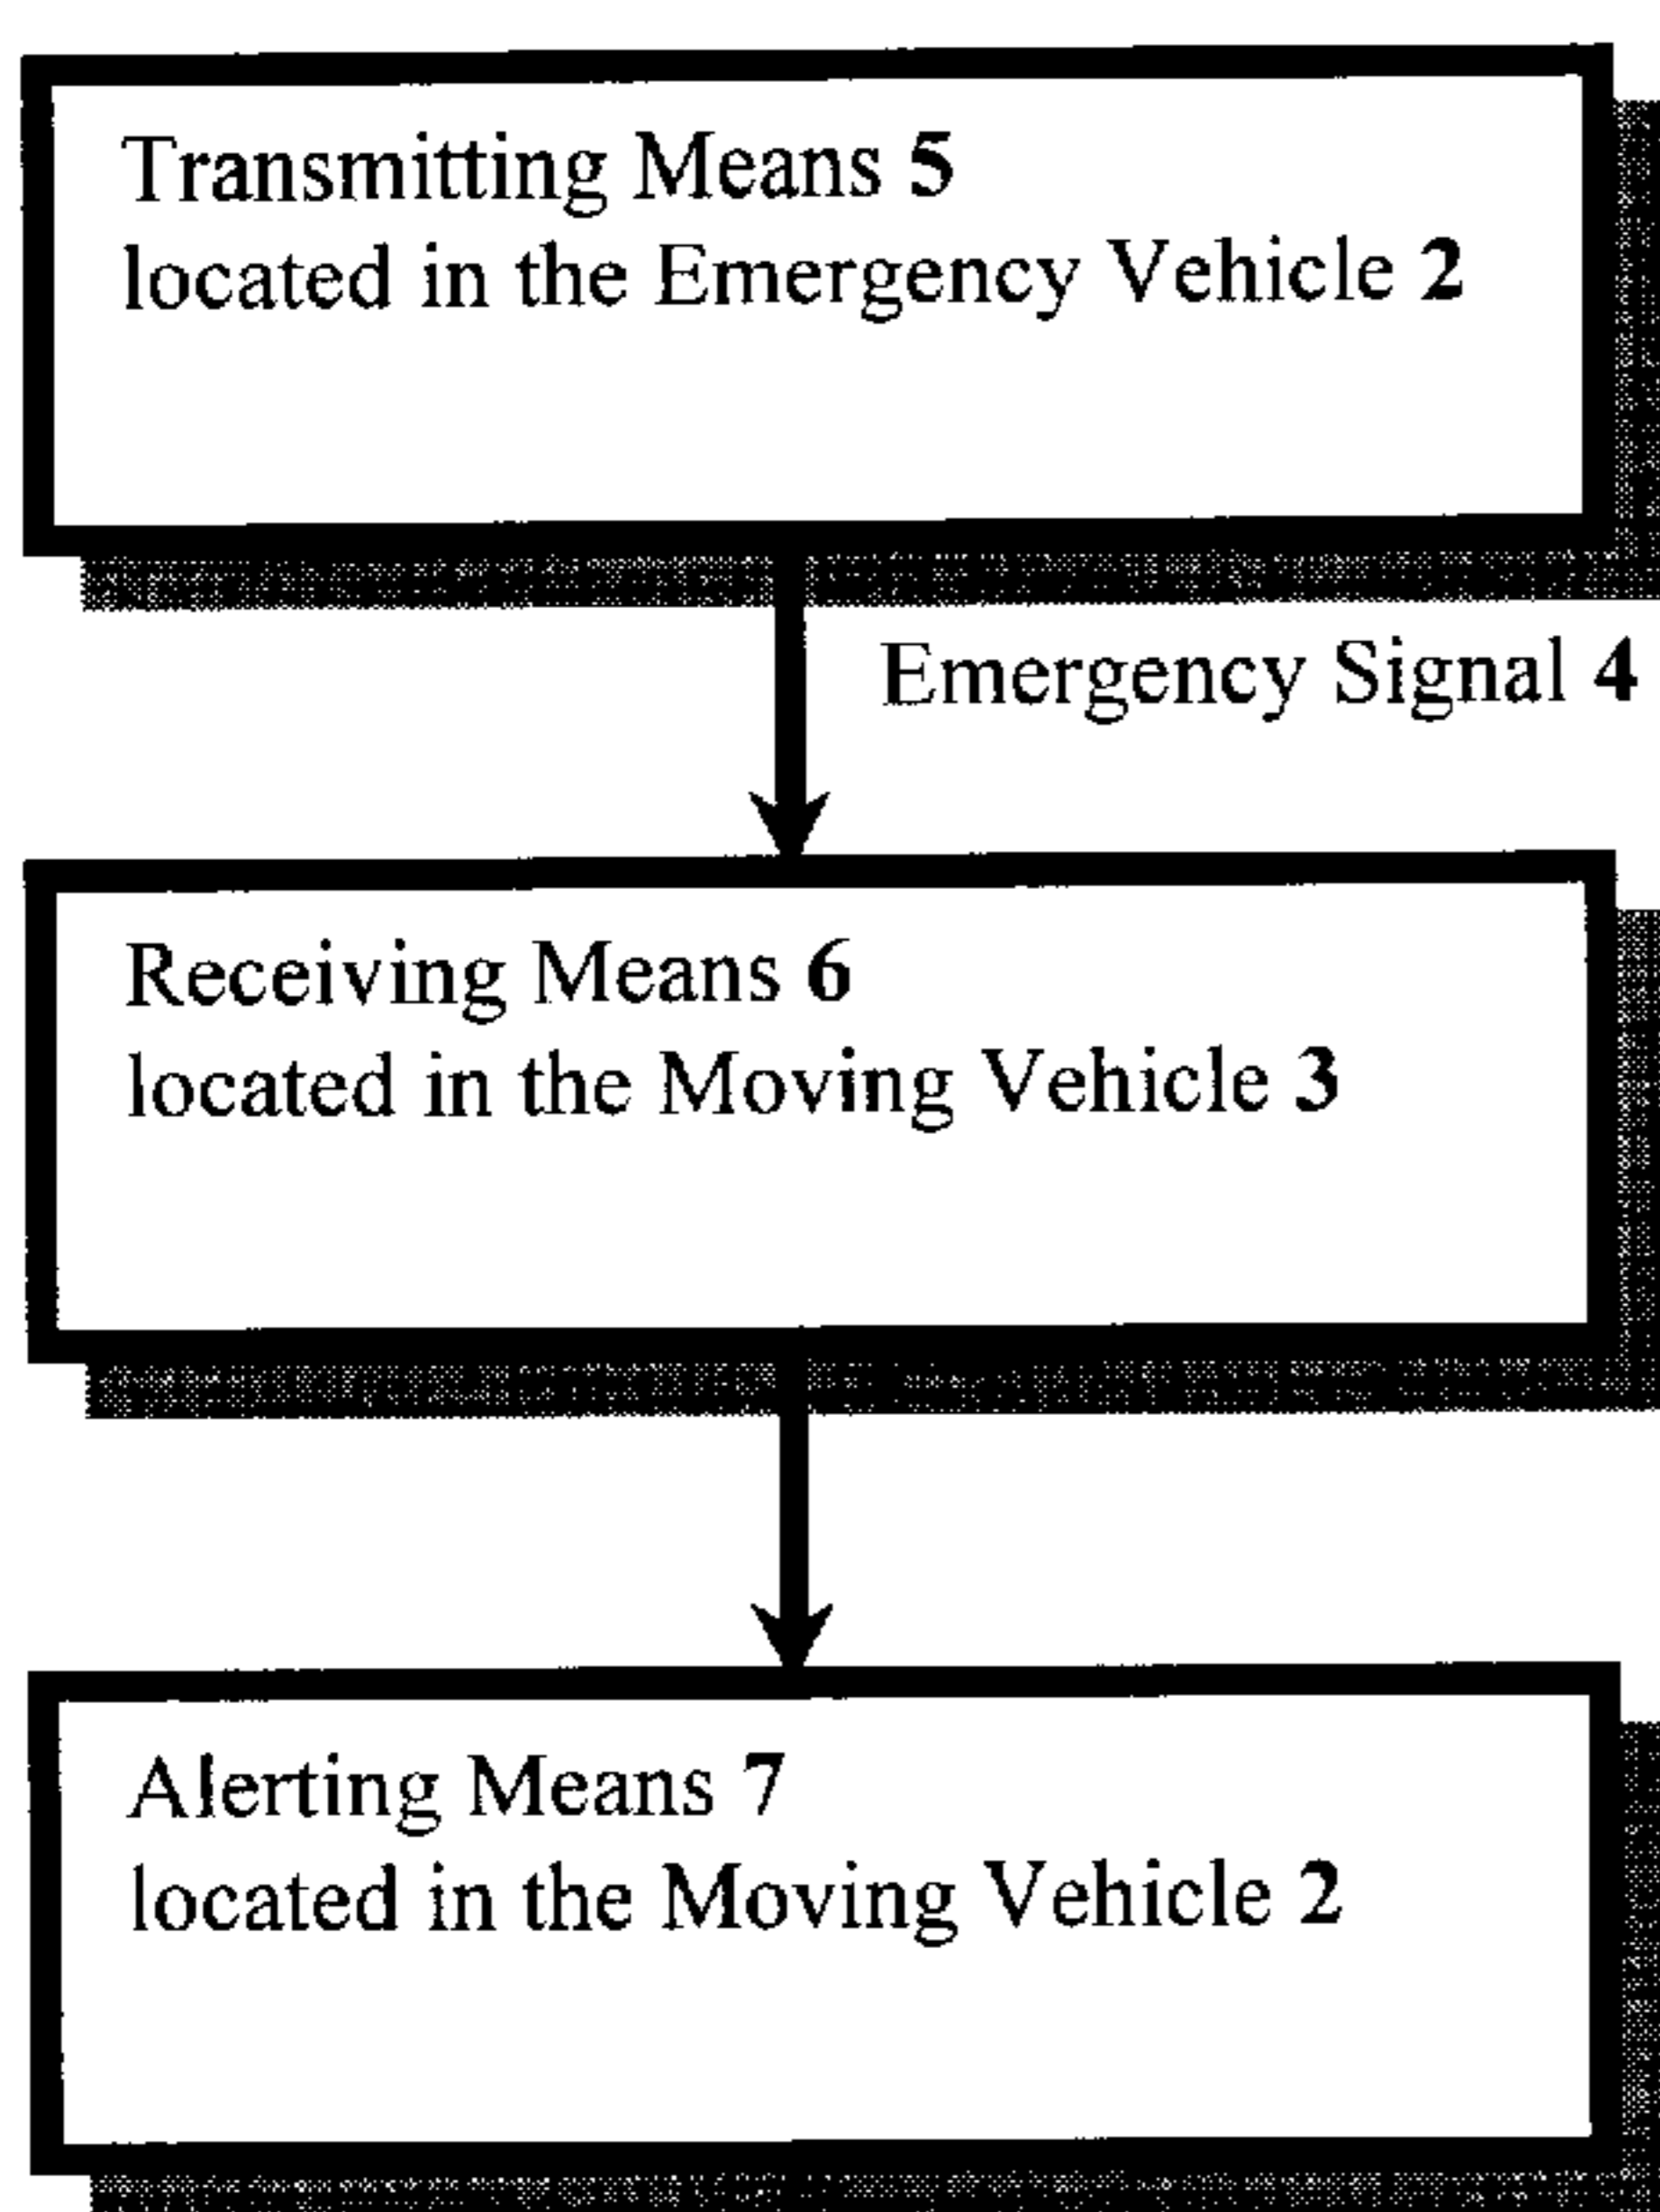 Transmitting Means 5
located in the Emergency Vehicle 2
Emergency Signal 4
Receiving Means 6
located in the Moving Vehicle 3
Alerting Means 7
located in the Moving Vehicle 2